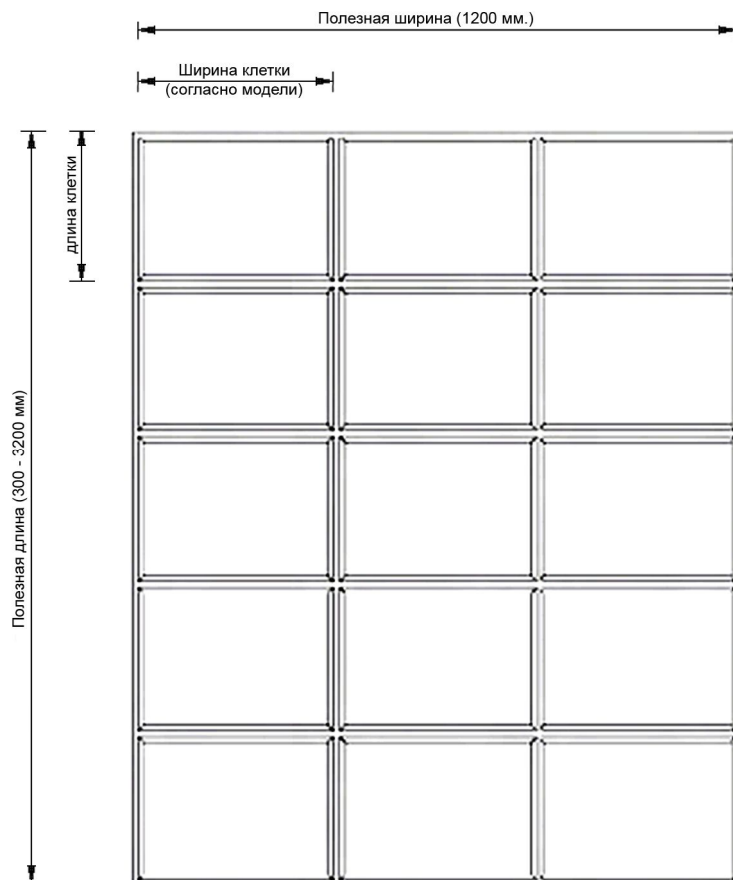 Полезная ширина (1200 мм.)
Ширина клетки
(согласно модели)
длина клетки
Полезная длина (300 - 3200 мм)